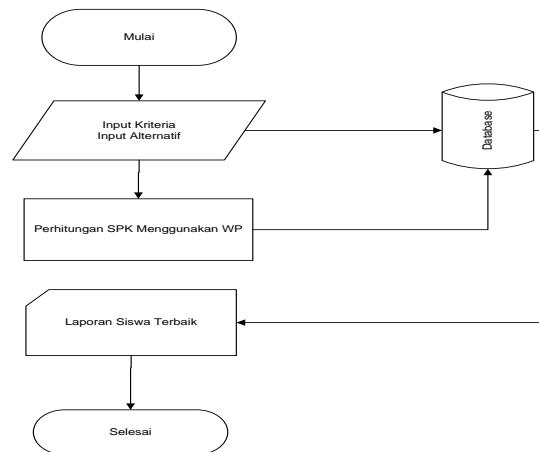 Mulai
Input Kriteria
Input Alternatif
Database
Perhitungan SPK Menggunakan WP
Laporan Siswa Terbaik
Selesai